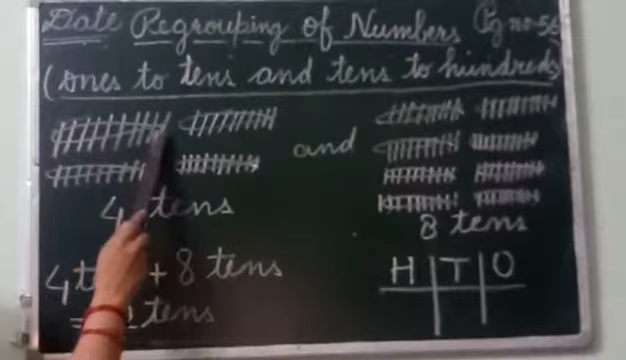 Date Regrouping of Numbers Pg no-56
(ones to tens and tens to hundreds)
and
4 tens
8 tens
4 + 8 tens
= tens
H T O